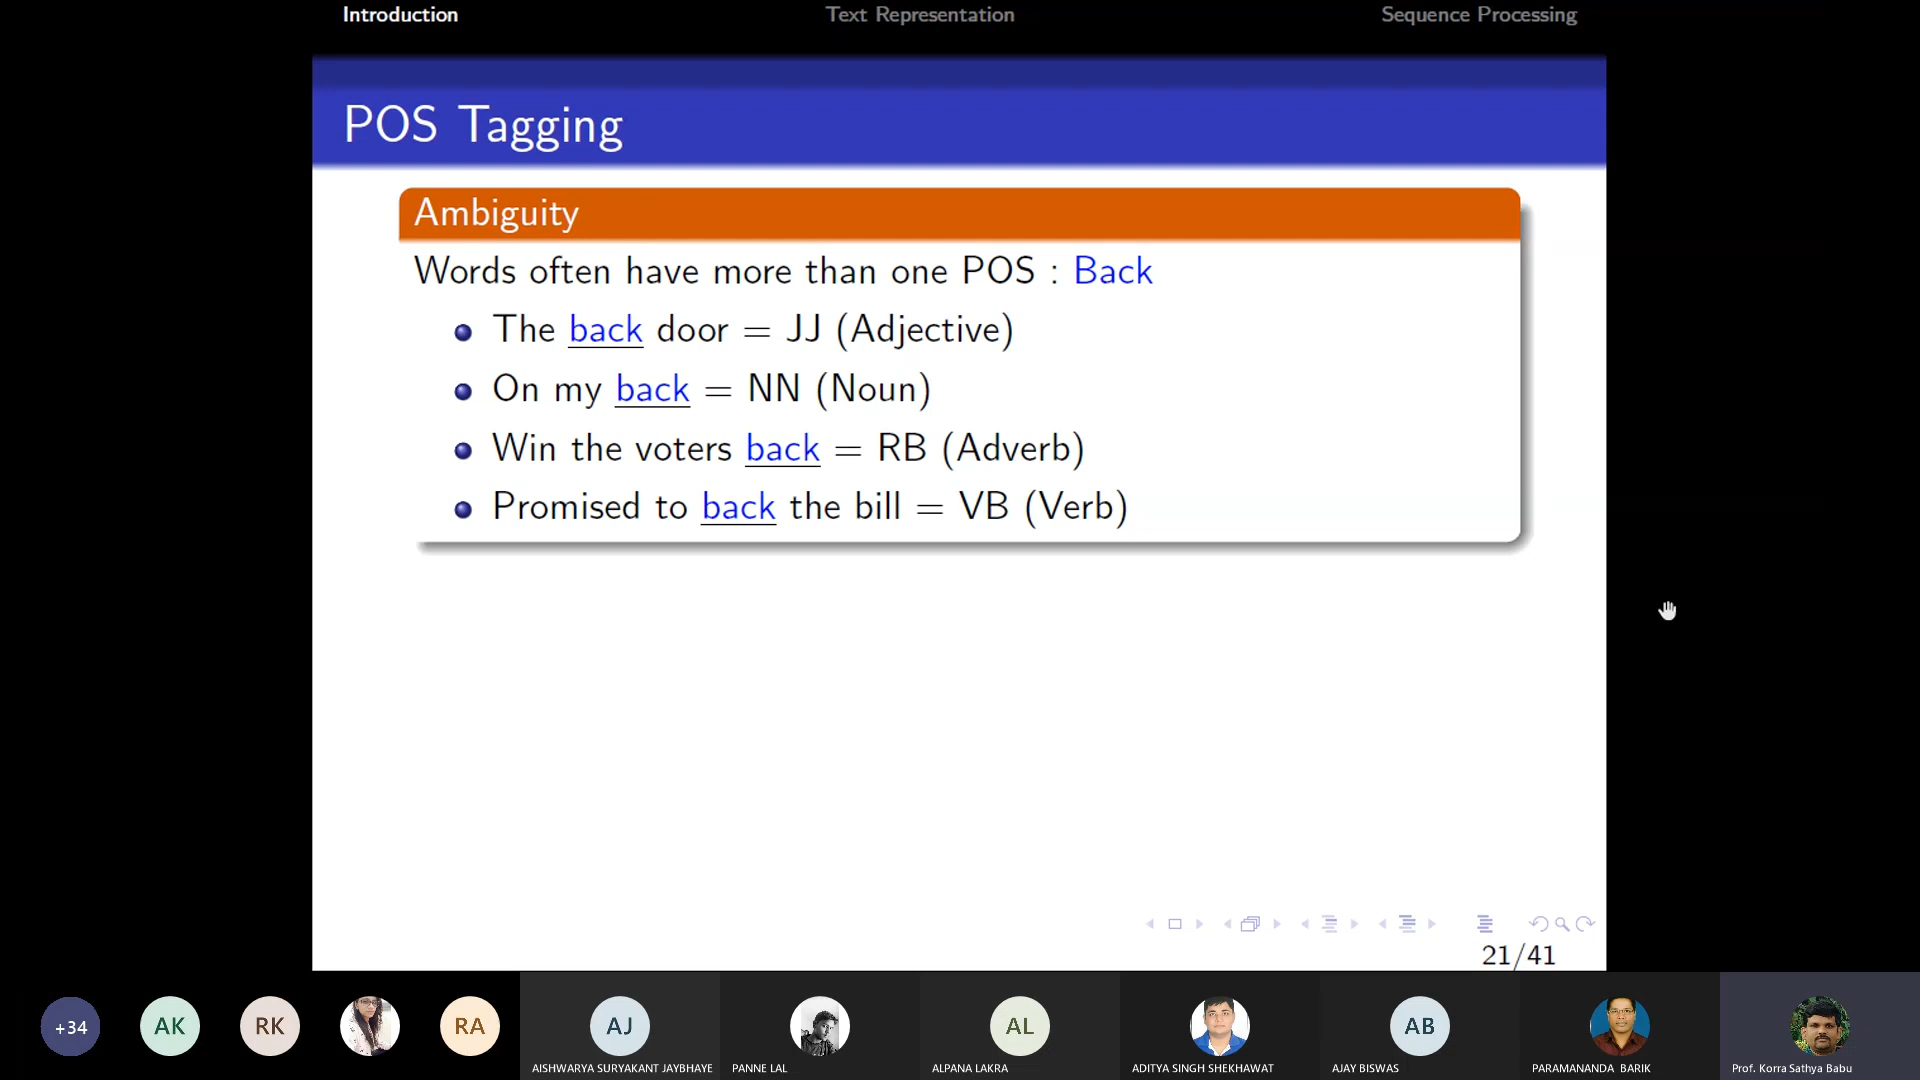 Introduction
Text Representation
Sequence Processing
POS Tagging
Ambiguity
Words often have more than one POS : Back
The back door = JJ (Adjective)
On my back = NN (Noun)
Win the voters back = RB (Adverb)
Promised to back the bill = VB (Verb)
21/41
+34
AK
RK
RA
AJ
AL
AB
AISHWARYA SURYAKANT JAYBHAYE
PANNE LAL
ALPANA LAKRA
ADITYA SINGH SHEKHAWAT
AJAY BISWAS
PARAMANANDA BARIK
Prof. Korra Sathya Babu